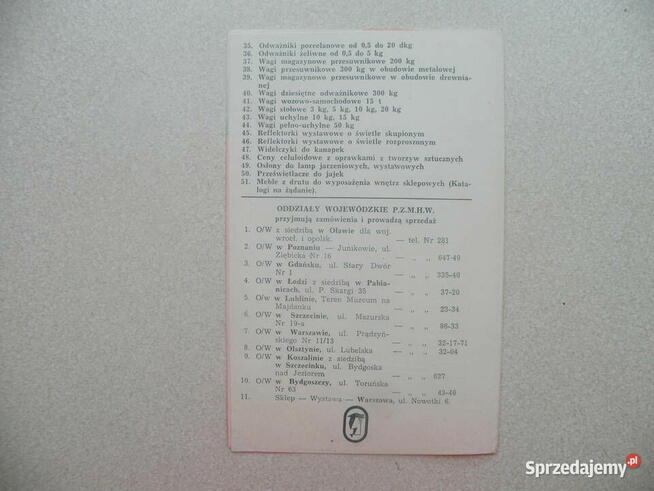 35. Odważniki porcelanowe od 0,5 do 20 dkg
36. Odważniki żeliwne od 0,5 do 5 kg
37. Wagi magazynowe przesuwnikowe 200 kg
38. Wagi przesuwnikowe 300 kg w obudowie metalowej
39. Wagi magazynowe przesuwnikowe w obudowie drewnia-
nej
40. Wagi dziesiętne odważnikowe 300 kg
41. Wagi wozowo-samochodowe 15 t
42. Wagi stołowe 3 kg, 5 kg, 10 kg, 20 kg
43. Wagi uchylne 10 kg, 15 kg
44. Wagi pełno-uchylne 50 kg
45. Reflektorki wystawowe o świetle skupionym
46. Reflektorki wystawowe o świetle rozproszonym
47. Widelczyki do kanapek
48. Ceny celuloidowe z oprawkami z tworzyw sztucznych
49. Osłony do lamp jarzeniowych, wystawowych
50. Prześwietlacze do jajek
51. Meble z drutu do wyposażenia wnętrz sklepowych (Kata-
logi na żądanie).
ODDZIAŁY WOJEWÓDZKIE P.Z.M.H.W.
przyjmują zamówienia i prowadzą sprzedaż
1. O/W z siedzibą w Oławie dla woj.
wrocł. i opolsk. — tel. Nr 281
2. O/W w Poznaniu — Junikowie, ul.
Ziębicka Nr 16 — „ „ 647-49
3. O/W w Gdańsku, ul. Stary Dwór
Nr 1 — „ „ 335-40
4. O/W w Łodzi z siedzibą w Pabia-
nicach, ul. P. Skargi 35 — „ „ 37-20
5. O/w w Lublinie, Teren Muzeum na
Majdanku — „ „ 23-34
6. O/W w Szczecinie, ul. Mazurska
Nr 19-a — „ „ 86-33
7. O/W w Warszawie, ul. Prądzyń-
skiego Nr 11/13 — „ „ 32-17-71
8. O/W w Olsztynie, ul. Lubelska — „ „ 32-04
9. O/W w Koszalinie z siedzibą
w Szczecinku, ul. Bydgoska
nad Jeziorem — „ „ 627
10. O/W w Bydgoszczy, ul. Toruńska
Nr 63 — „ „ 43-46
11. Sklep — Wystawa — Warszawa, ul. Nowotki 6.
Sprzedajemy.pl